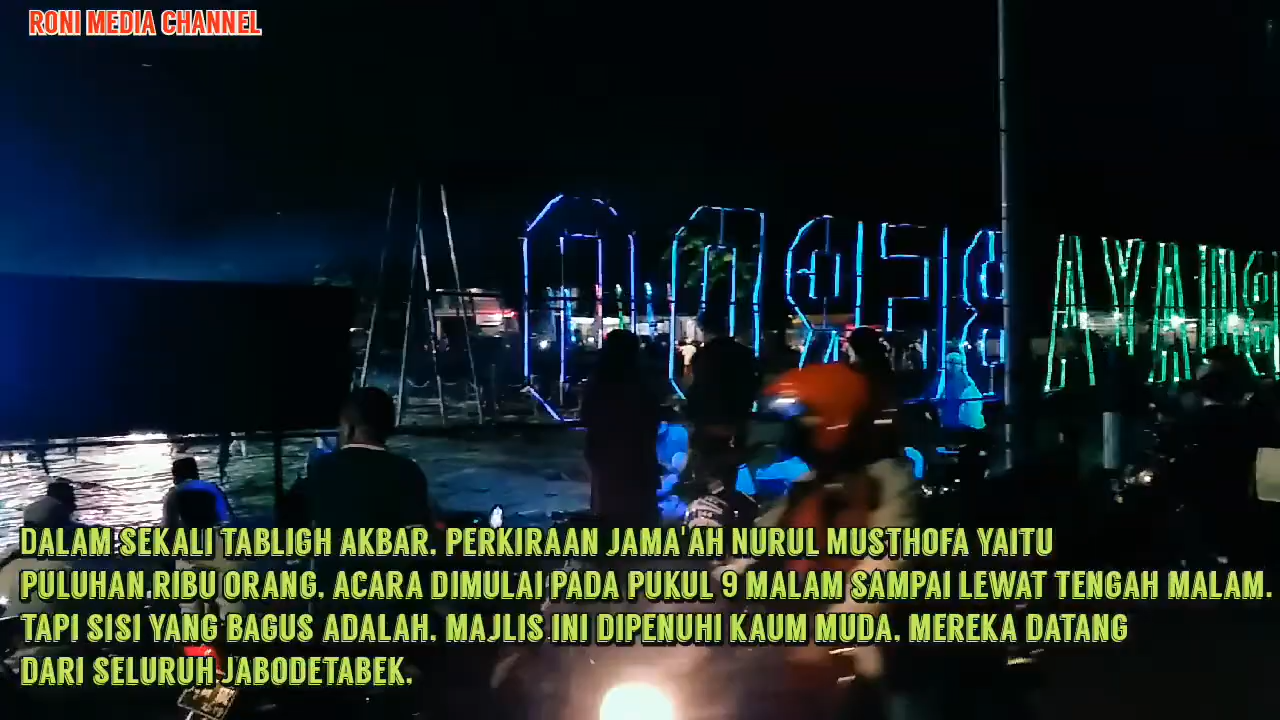 RONI MEDIA CHANNEL
DALAM SEKALI TABLIGH AKBAR. PERKIRAAN JAMA'AH NURUL MUSTHOFA YAITU
PULUHAN RIBU ORANG. ACARA DIMULAI PADA PUKUL 9 MALAM SAMPAI LEWAT TENGAH MALAM.
TAPI SISI YANG BAGUS ADALAH. MAJLIS INI DIPENUHI KAUM MUDA. MEREKA DATANG
DARI SELURUH JABODETABEK.